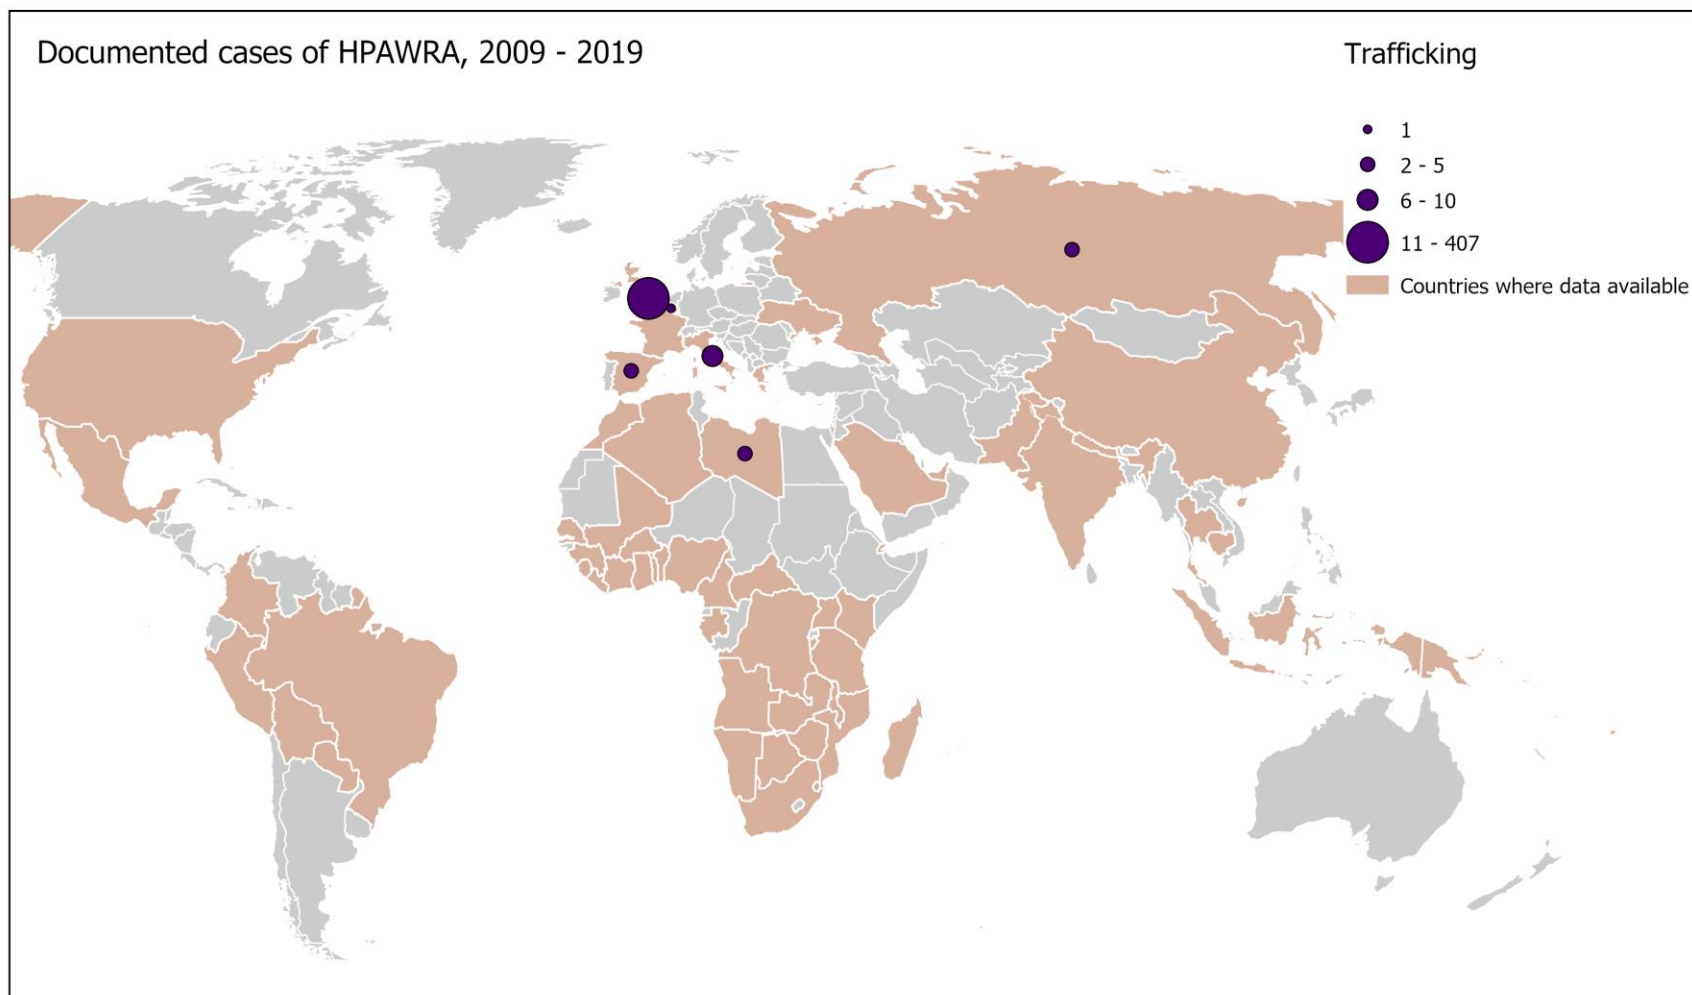 Documented cases of HPAWRA, 2009 - 2019
Trafficking
1
2 - 5
6 - 10
11 - 407
Countries where data available